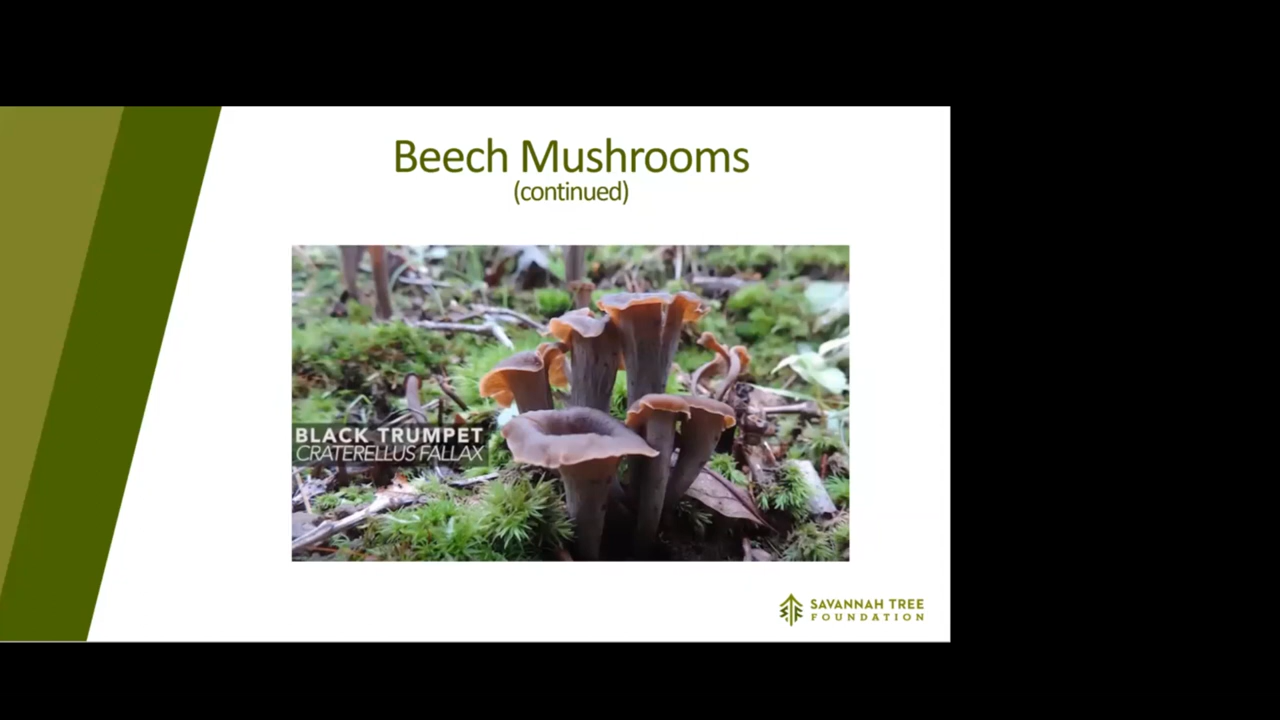 Beech Mushrooms
(continued)
BLACK TRUMPET
CRATERELLUS FALLAX
SAVANNAH TREE
FOUNDATION